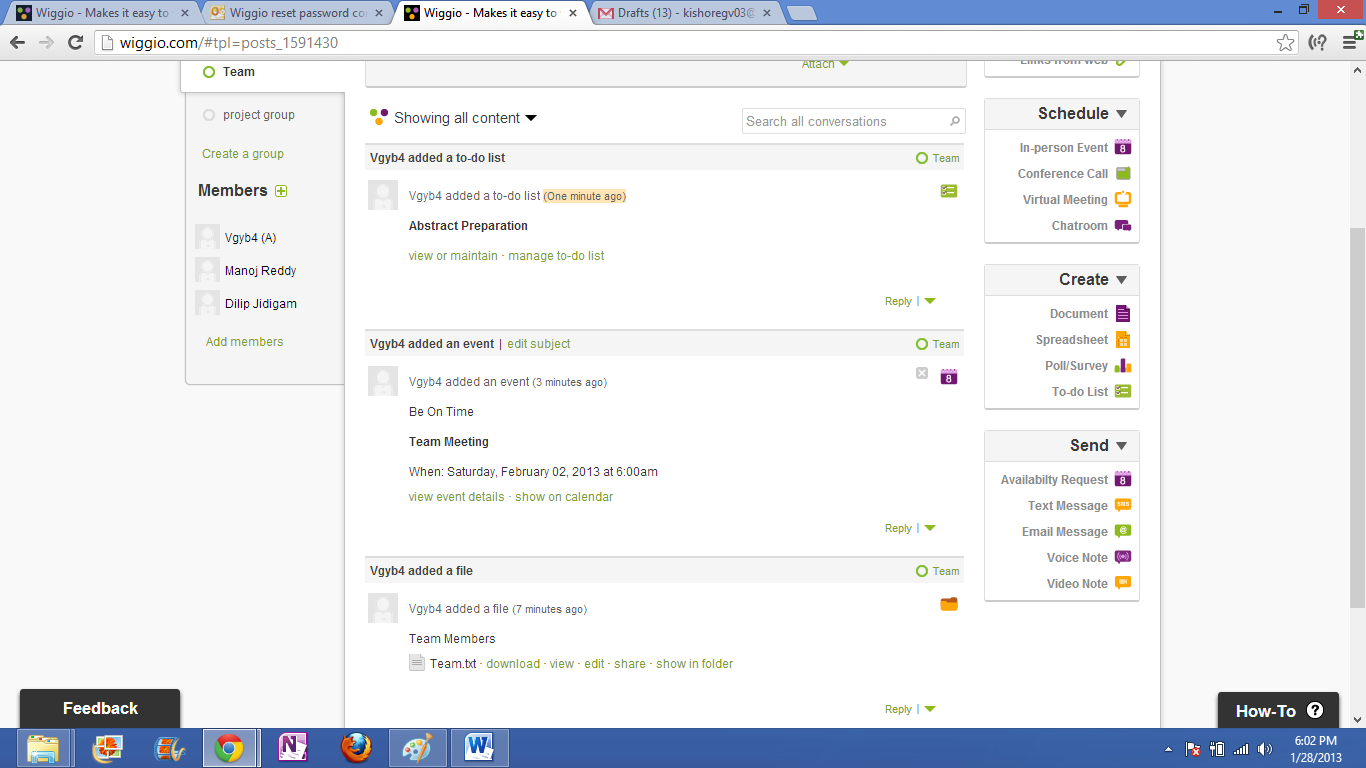 Wiggio - Makes it easy to
Wiggio reset password co
Wiggio - Makes it easy to
Drafts (13) - kishoregv03@
wiggio.com/#tpl=posts_1591430
Team
project group
Create a group
Members
Vgyb4 (A)
Manoj Reddy
Dilip Jidigam
Add members
Attach
Showing all content
Search all conversations
Vgyb4 added a to-do list
Team
Vgyb4 added a to-do list (One minute ago)
Abstract Preparation
view or maintain · manage to-do list
Reply |
Vgyb4 added an event | edit subject
Team
Vgyb4 added an event (3 minutes ago)
8
Be On Time
Team Meeting
When: Saturday, February 02, 2013 at 6:00am
view event details · show on calendar
Reply |
Vgyb4 added a file
Team
Vgyb4 added a file (7 minutes ago)
Team Members
Team.txt · download · view · edit · share · show in folder
Reply |
Links from web
Schedule
In-person Event 8
Conference Call
Virtual Meeting
Chatroom
Create
Document
Spreadsheet
Poll/Survey
To-do List
Send
Availabilty Request 8
Text Message SMS
Email Message @
Voice Note
Video Note
Feedback
How-To ?
6:02 PM
1/28/2013